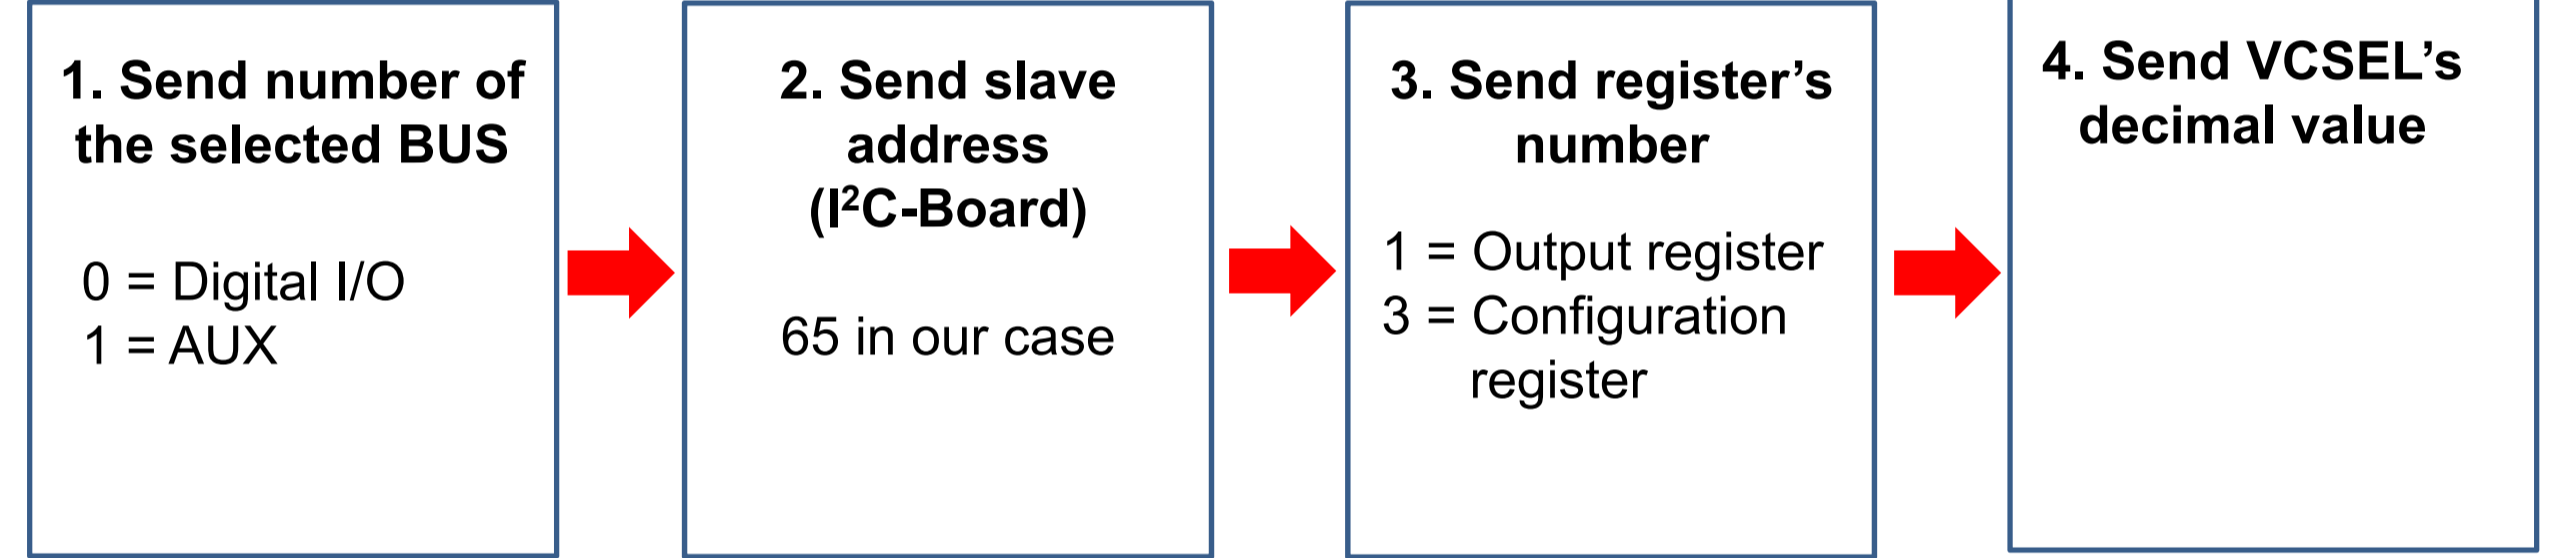 1. Send number of
the selected BUS
0 = Digital I/O
1 = AUX
2. Send slave
address
(I²C-Board)
65 in our case
3. Send register’s
number
1 = Output register
3 = Configuration
register
4. Send VCSEL’s
decimal value